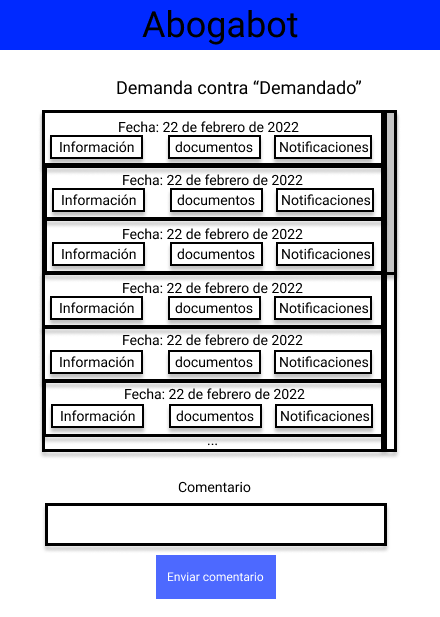 Abogabot
Demanda contra “Demandado”
Fecha: 22 de febrero de 2022
Información documentos Notificaciones
Fecha: 22 de febrero de 2022
Información documentos Notificaciones
Fecha: 22 de febrero de 2022
Información documentos Notificaciones
Fecha: 22 de febrero de 2022
Información documentos Notificaciones
Fecha: 22 de febrero de 2022
Información documentos Notificaciones
Fecha: 22 de febrero de 2022
Información documentos Notificaciones
...
Comentario
Enviar comentario